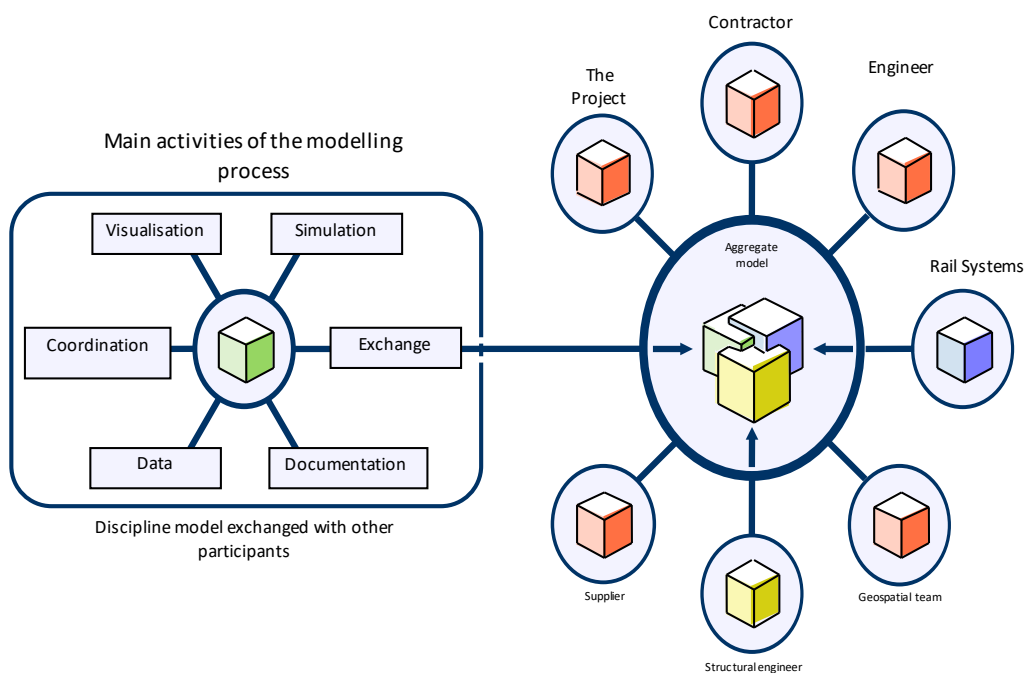 Main activities of the modelling
process
Visualisation
Simulation
Coordination
Exchange
Data
Documentation
Discipline model exchanged with other
participants
Contractor
The
Project
Engineer
Aggregate
model
Rail Systems
Supplier
Geospatial team
Structural engineer